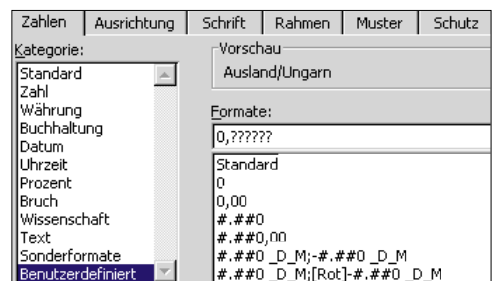 Zahlen Ausrichtung Schrift Rahmen Muster Schutz
Kategorie:
Standard
Zahl
Währung
Buchhaltung
Datum
Uhrzeit
Prozent
Bruch
Wissenschaft
Text
Sonderformate
Benutzerdefiniert
Vorschau
Ausland/Ungarn
Formate:
0,??????
Standard
0
0,00
#.##0
#.##0,00
#.##0 _D_M;-#.##0 _D_M
#.##0 _D_M;[Rot]-#.##0 _D_M